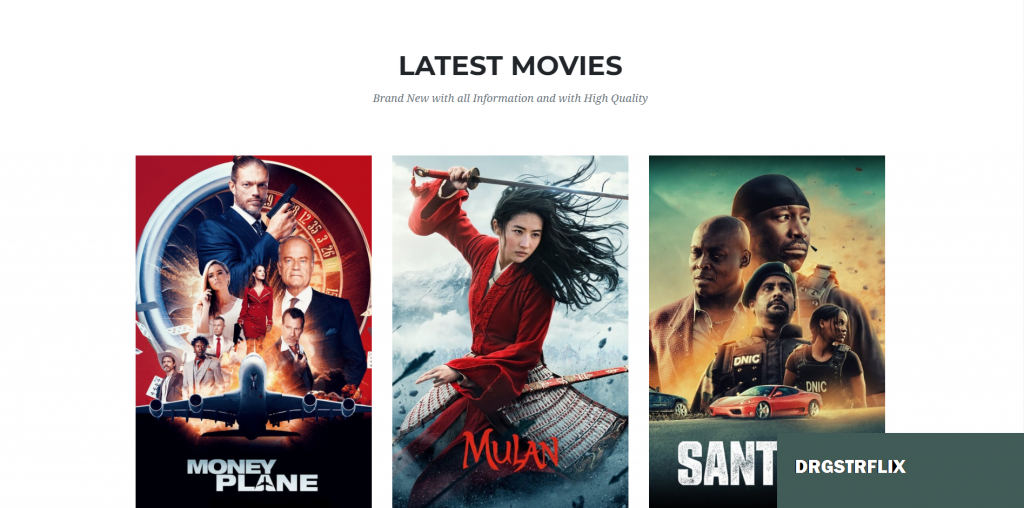 LATEST MOVIES
Brand New with all Information and with High Quality
MONEY
PLANE
MULAN
DNIC
DNIC
SANT
DRGSTRFLIX